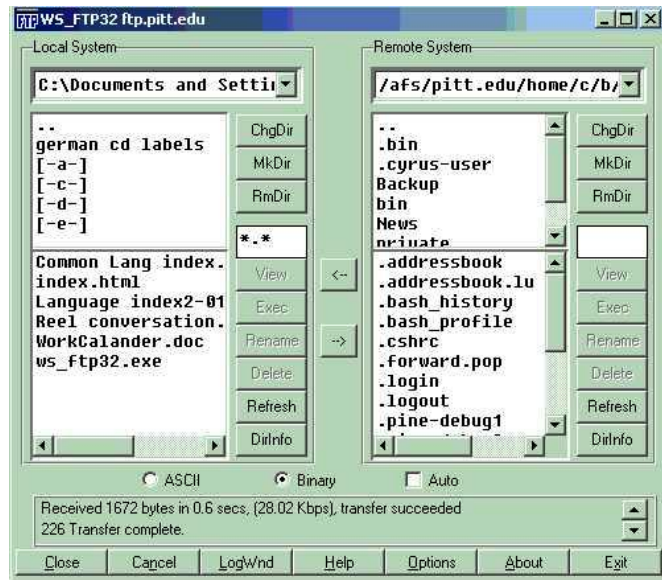 WS_FTP32 ftp.pitt.edu
Local System
C:\Documents and Setti
..
german cd labels
[-a-]
[-c-]
[-d-]
[-e-]
ChgDir
MkDir
RmDir
*.*
Common Lang index.
index.html
Language index2-01
Reel conversation.
WorkCalander.doc
ws_ftp32.exe
View
Exec
Rename
Delete
Refresh
DirInfo
<--
-->
Remote System
/afs/pitt.edu/home/c/b/
..
.bin
.cyrus-user
Backup
bin
News
private
ChgDir
MkDir
RmDir
.addressbook
.addressbook.lu
.bash_history
.bash_profile
.cshrc
.forward.pop
.login
.logout
.pine-debug1
View
Exec
Rename
Delete
Refresh
DirInfo
ASCII Binary Auto
Received 1672 bytes in 0.6 secs, (28.02 Kbps), transfer succeeded
226 Transfer complete.
Close Cancel LogWnd Help Options About Exit